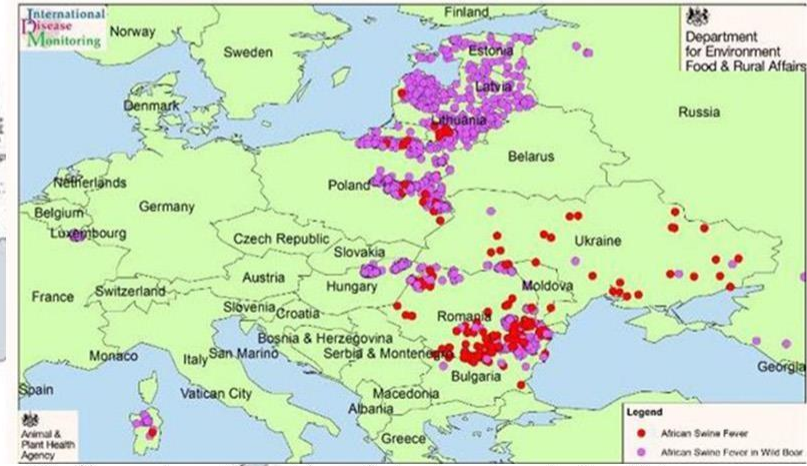 International
Disease
Monitoring
Finland
Norway
Sweden
Estonia
Department
for Environment
Food & Rural Affairs
Latvia
Denmark
Russia
Lithuania
Belarus
Netherlands
Poland
Belgium
Germany
Luxembourg
Czech Republic
Ukraine
Slovakia
Austria
France
Switzerland
Hungary
Moldova
Slovenia
Croatia
Romania
Bosnia & Herzegovina
Monaco
Italy
San Marino
Serbia & Montenegro
Georgia
Bulgaria
Spain
Vatican City
Macedonia
Albania
Greece
Animal &
Plant Health
Agency
Legend
African Swine Fever
African Swine Fever in Wild Boar